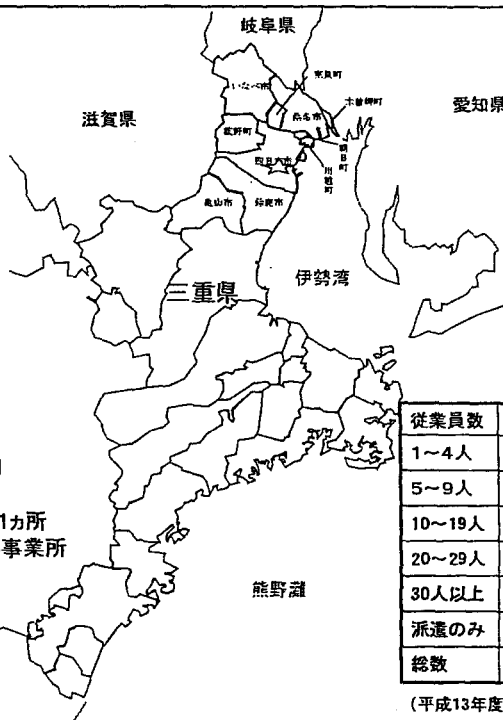 岐阜県
滋賀県
愛知県
いなべ市
東員町
木曽岬町
桑名市
菰野町
朝日町
四日市市
川越町
亀山市
鈴鹿市
三重県
伊勢湾
熊野灘
1カ所
事業所
従業員数
1～4人
5～9人
10～19人
20～29人
30人以上
派遣のみ
総数
(平成13年度